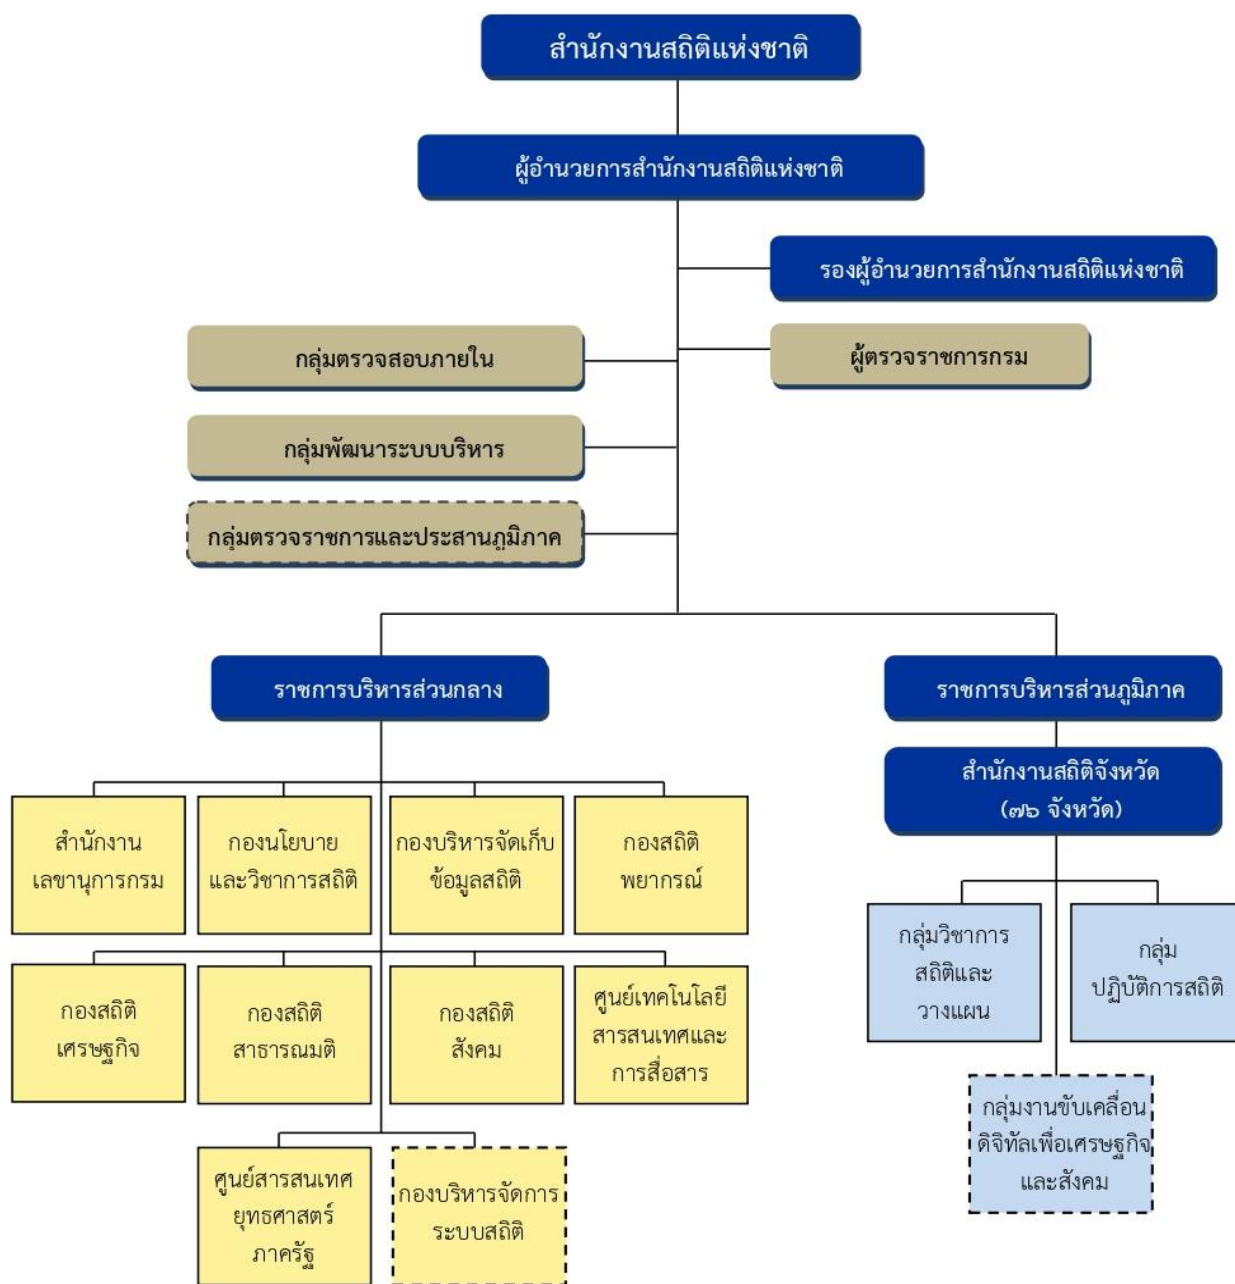 สำนักงานสถิติแห่งชาติ
ผู้อำนวยการสำนักงานสถิติแห่งชาติ
รองผู้อำนวยการสำนักงานสถิติแห่งชาติ
กลุ่มตรวจสอบภายใน
ผู้ตรวจราชการกรม
กลุ่มพัฒนาระบบบริหาร
กลุ่มตรวจราชการและประสานภูมิภาค
ราชการบริหารส่วนกลาง
ราชการบริหารส่วนภูมิภาค
สำนักงานสถิติจังหวัด
(๗๖ จังหวัด)
สำนักงาน
เลขานุการกรม
กองนโยบาย
และวิชาการสถิติ
กองบริหารจัดเก็บ
ข้อมูลสถิติ
กองสถิติ
พยากรณ์
กองสถิติ
เศรษฐกิจ
กองสถิติ
สาธารณมติ
กองสถิติ
สังคม
ศูนย์เทคโนโลยี
สารสนเทศและ
การสื่อสาร
ศูนย์สารสนเทศ
ยุทธศาสตร์
ภาครัฐ
กองบริหารจัดการ
ระบบสถิติ
กลุ่มวิชาการ
สถิติและ
วางแผน
กลุ่ม
ปฏิบัติการสถิติ
กลุ่มงานขับเคลื่อน
ดิจิทัลเพื่อเศรษฐกิจ
และสังคม